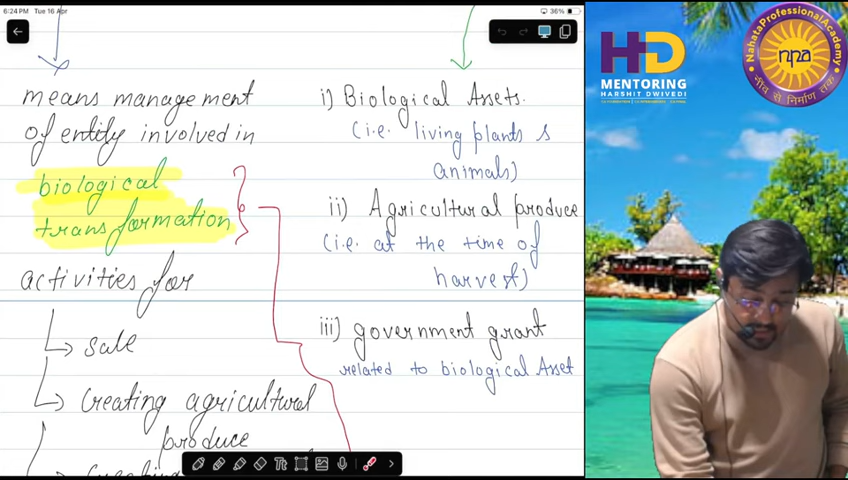 6:24 PM Tue 16 Apr
36%
means management
of entity involved in
biological
transformation
activities for
sale
Creating agricultural
produce
i) Biological Assets.
(i.e. living plants &
animals)
ii) Agricultural produce
(i.e. at the time of
harvest)
iii) government grant
related to biological Asset
Tt
HD
MENTORING
HARSHIT DWIVEDI
NahataProfessionalAcademy
npa
नींव से निर्माण तक